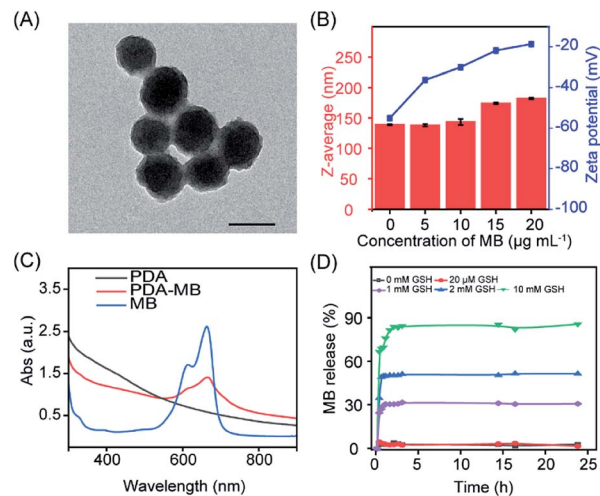 (A)
(B)
250
200
150
100
50
0
Z-average (nm)
-20
-40
-60
-80
-100
Zeta potential (mV)
0 5 10 15 20
Concentration of MB (µg mL⁻¹)
(C)
PDA
PDA-MB
MB
2.5
1.5
0.5
Abs (a.u.)
400 600 800
Wavelength (nm)
(D)
0 mM GSH 20 µM GSH
1 mM GSH 2 mM GSH 10 mM GSH
90
60
30
0
MB release (%)
0 5 10 15 20 25
Time (h)